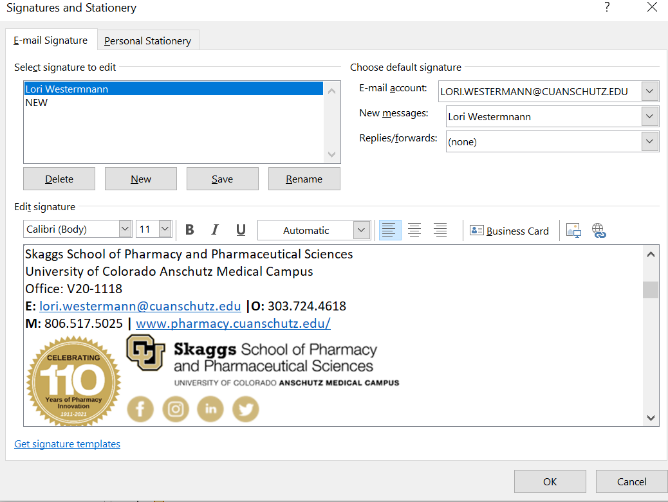 Signatures and Stationery ? X
E-mail Signature Personal Stationery
Select signature to edit
Lori Westermnann
NEW
Delete New Save Rename
Choose default signature
E-mail account: LORI.WESTERMANN@CUANSCHUTZ.EDU
New messages: Lori Westermnann
Replies/forwards: (none)
Edit signature
Calibri (Body) 11 B I U Automatic Business Card
Skaggs School of Pharmacy and Pharmaceutical Sciences
University of Colorado Anschutz Medical Campus
Office: V20-1118
E: lori.westermann@cuanschutz.edu |O: 303.724.4618
M: 806.517.5025 | www.pharmacy.cuanschutz.edu/
CELEBRATING
110
Years of Pharmacy
Innovation
1911-2021
CU
Skaggs School of Pharmacy
and Pharmaceutical Sciences
UNIVERSITY OF COLORADO ANSCHUTZ MEDICAL CAMPUS
f in
Get signature templates
OK Cancel